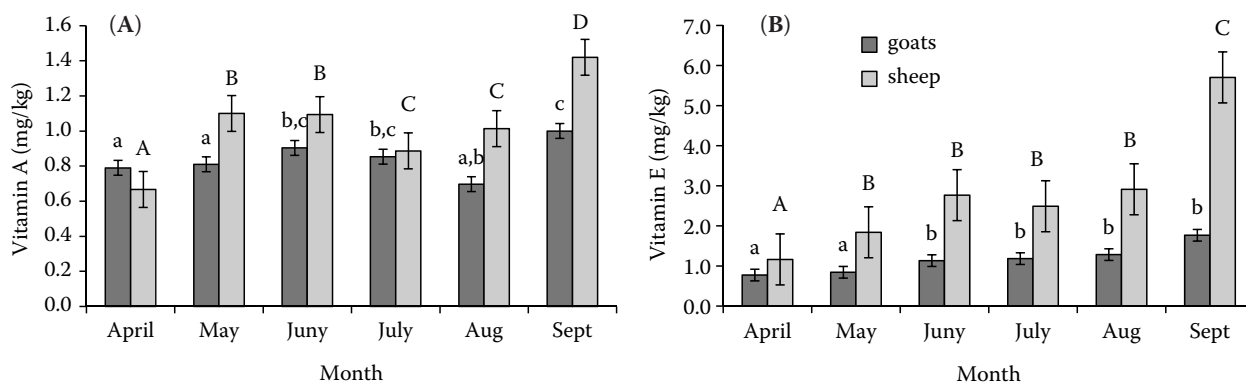 (A)
Vitamin A (mg/kg)
1.6
1.4
1.2
1.0
0.8
0.6
0.4
0.2
0.0
a A a B b,c B b,c C a,b C c D
April May Juny July Aug Sept
Month
(B)
goats
sheep
Vitamin E (mg/kg)
7.0
6.0
5.0
4.0
3.0
2.0
1.0
0.0
a A a B b B b B b B b C
April May Juny July Aug Sept
Month